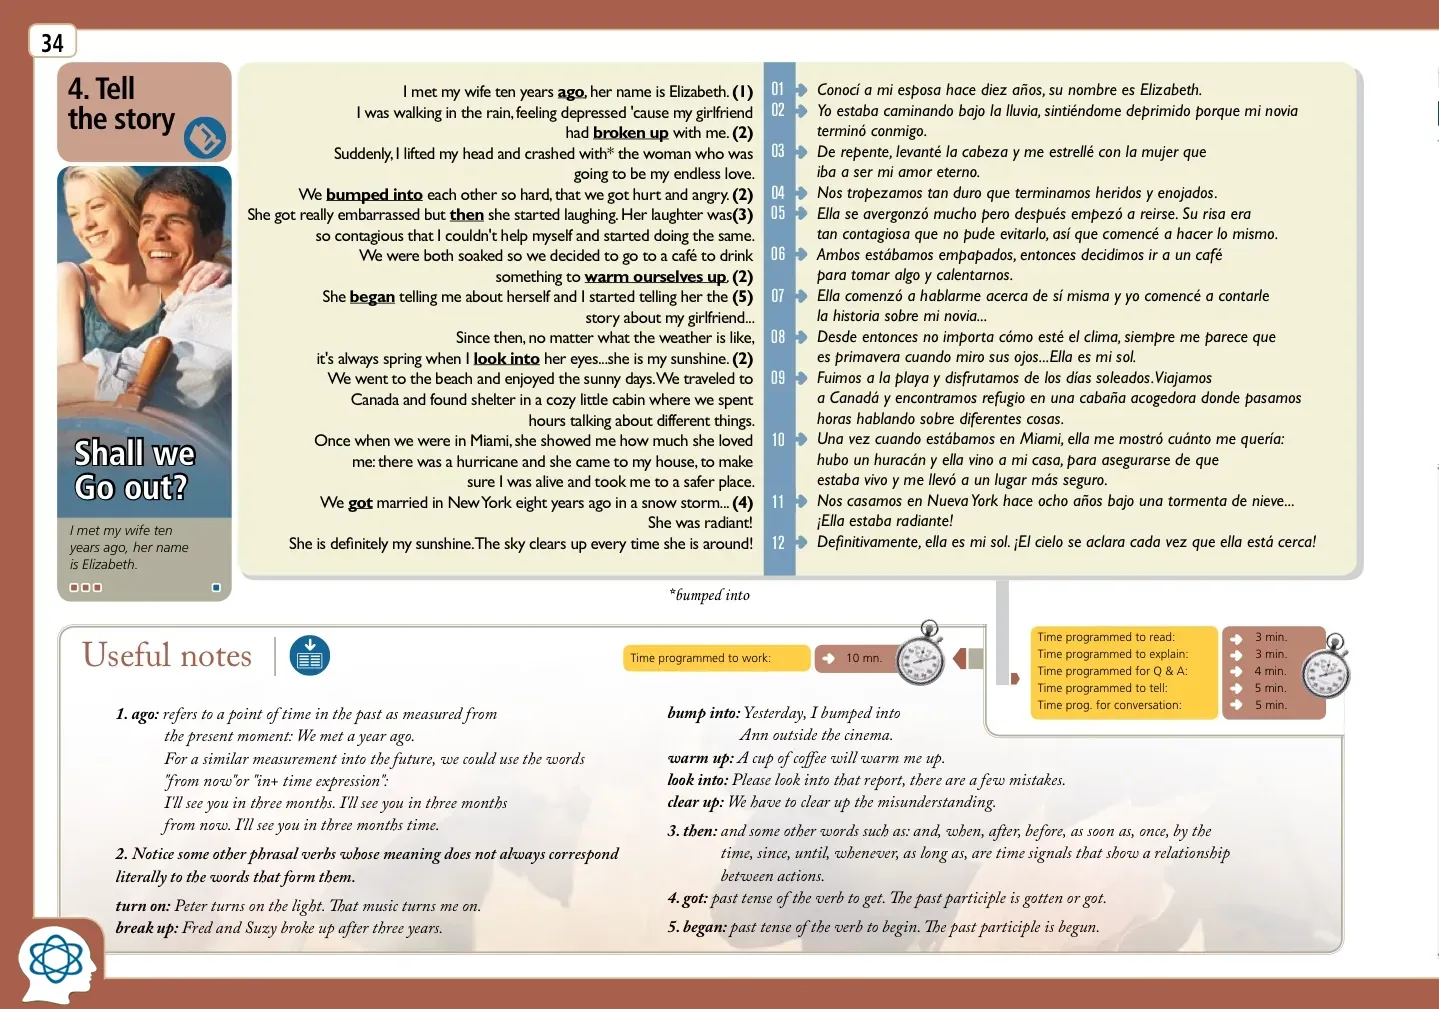 34
4. Tell
the story
Shall we
Go out?
I met my wife ten
years ago, her name
is Elizabeth.
I met my wife ten years ago, her name is Elizabeth. (1)
I was walking in the rain, feeling depressed 'cause my girlfriend
had broken up with me. (2)
Suddenly, I lifted my head and crashed with* the woman who was
going to be my endless love.
We bumped into each other so hard, that we got hurt and angry. (2)
She got really embarrassed but then she started laughing. Her laughter was(3)
so contagious that I couldn't help myself and started doing the same.
We were both soaked so we decided to go to a café to drink
something to warm ourselves up. (2)
She began telling me about herself and I started telling her the (5)
story about my girlfriend...
Since then, no matter what the weather is like,
it's always spring when I look into her eyes...she is my sunshine. (2)
We went to the beach and enjoyed the sunny days. We traveled to
Canada and found shelter in a cozy little cabin where we spent
hours talking about different things.
Once when we were in Miami, she showed me how much she loved
me: there was a hurricane and she came to my house, to make
sure I was alive and took me to a safer place.
We got married in New York eight years ago in a snow storm... (4)
She was radiant!
She is definitely my sunshine. The sky clears up every time she is around!
01 Conocí a mi esposa hace diez años, su nombre es Elizabeth.
02 Yo estaba caminando bajo la lluvia, sintiéndome deprimido porque mi novia
terminó conmigo.
03 De repente, levanté la cabeza y me estrellé con la mujer que
iba a ser mi amor eterno.
04 Nos tropezamos tan duro que terminamos heridos y enojados.
05 Ella se avergonzó mucho pero después empezó a reirse. Su risa era
tan contagiosa que no pude evitarlo, así que comencé a hacer lo mismo.
06 Ambos estábamos empapados, entonces decidimos ir a un café
para tomar algo y calentarnos.
07 Ella comenzó a hablarme acerca de sí misma y yo comencé a contarle
la historia sobre mi novia...
08 Desde entonces no importa cómo esté el clima, siempre me parece que
es primavera cuando miro sus ojos...Ella es mi sol.
09 Fuimos a la playa y disfrutamos de los días soleados. Viajamos
a Canadá y encontramos refugio en una cabaña acogedora donde pasamos
horas hablando sobre diferentes cosas.
10 Una vez cuando estábamos en Miami, ella me mostró cuánto me quería:
hubo un huracán y ella vino a mi casa, para asegurarse de que
estaba vivo y me llevó a un lugar más seguro.
11 Nos casamos en Nueva York hace ocho años bajo una tormenta de nieve...
¡Ella estaba radiante!
12 Definitivamente, ella es mi sol. ¡El cielo se aclara cada vez que ella está cerca!
*bumped into
Useful notes
Time programmed to work: 10 mn.
Time programmed to read: 3 min.
Time programmed to explain: 3 min.
Time programmed for Q & A: 4 min.
Time programmed to tell: 5 min.
Time prog. for conversation: 5 min.
1. ago: refers to a point of time in the past as measured from
the present moment: We met a year ago.
For a similar measurement into the future, we could use the words
"from now"or "in+ time expression":
I'll see you in three months. I'll see you in three months
from now. I'll see you in three months time.
2. Notice some other phrasal verbs whose meaning does not always correspond
literally to the words that form them.
turn on: Peter turns on the light. That music turns me on.
break up: Fred and Suzy broke up after three years.
bump into: Yesterday, I bumped into
Ann outside the cinema.
warm up: A cup of coffee will warm me up.
look into: Please look into that report, there are a few mistakes.
clear up: We have to clear up the misunderstanding.
3. then: and some other words such as: and, when, after, before, as soon as, once, by the
time, since, until, whenever, as long as, are time signals that show a relationship
between actions.
4. got: past tense of the verb to get. The past participle is gotten or got.
5. began: past tense of the verb to begin. The past participle is begun.